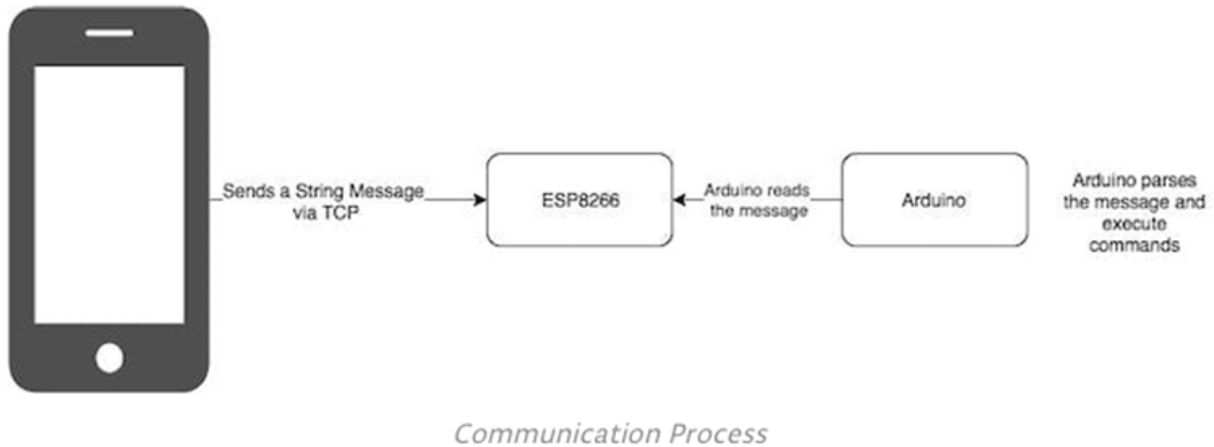 Sends a String Message
via TCP
ESP8266
Arduino reads
the message
Arduino
Arduino parses
the message and
execute
commands
Communication Process